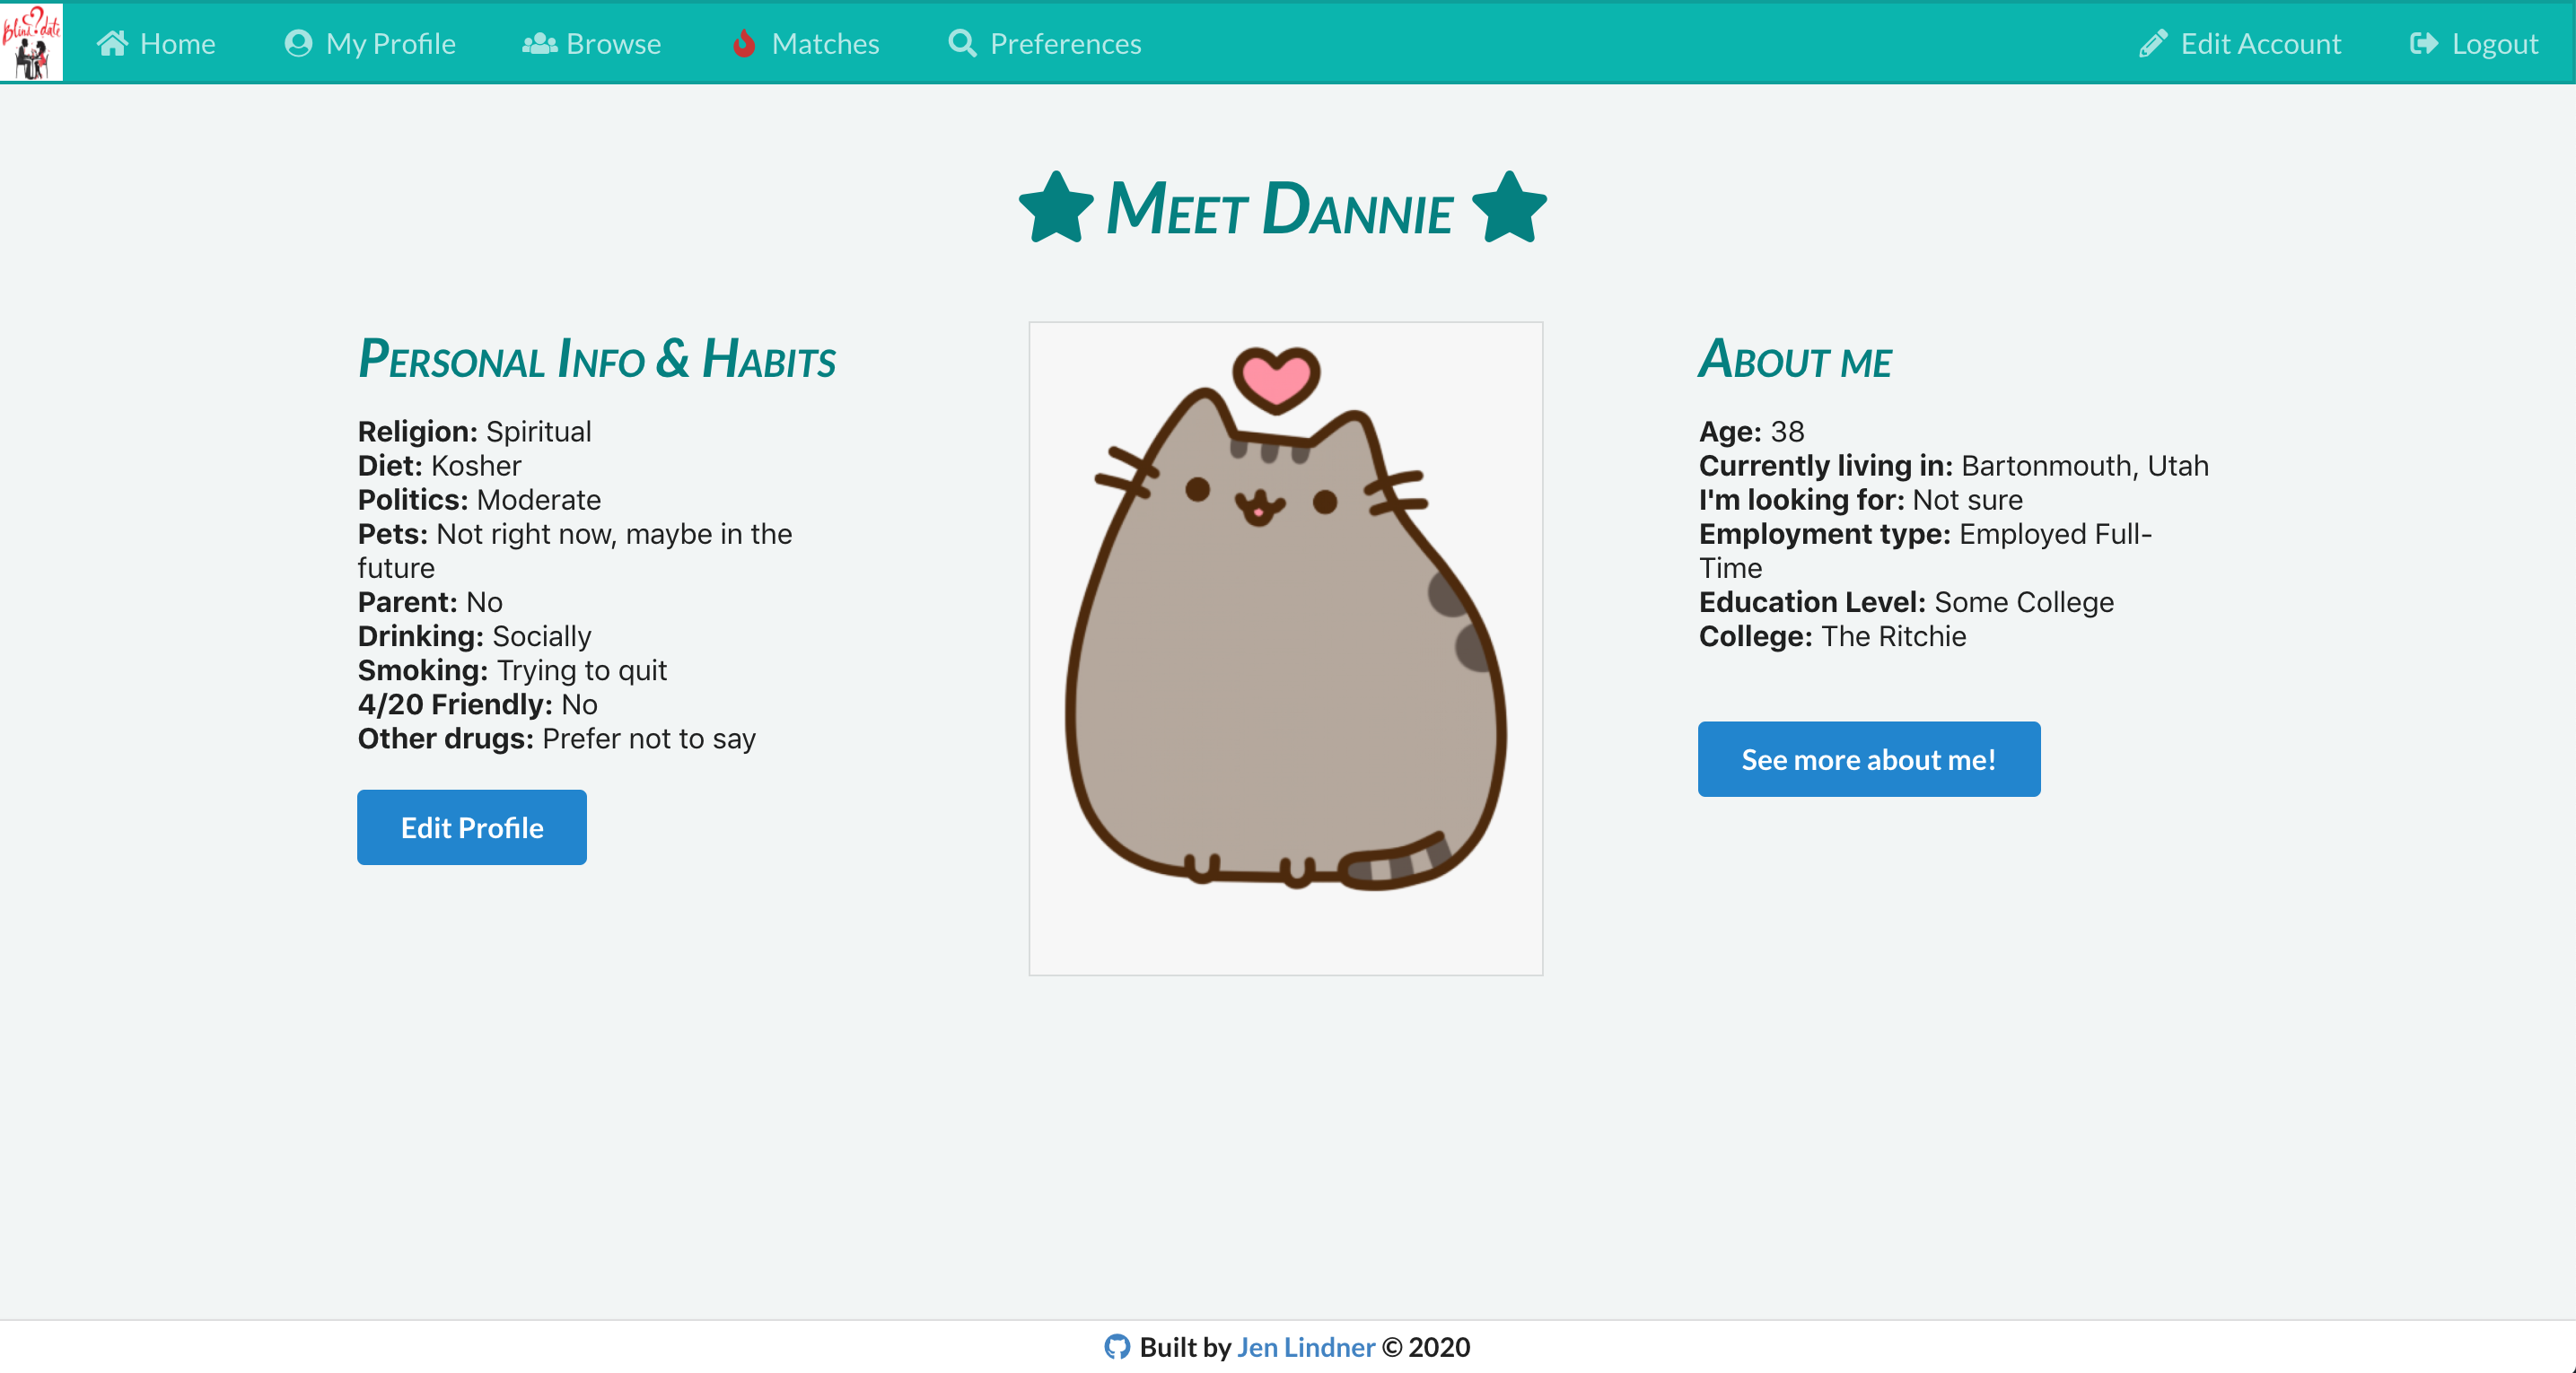 blind?date
Home My Profile Browse Matches Preferences Edit Account Logout
Meet Dannie
Personal Info & Habits
Religion: Spiritual
Diet: Kosher
Politics: Moderate
Pets: Not right now, maybe in the
future
Parent: No
Drinking: Socially
Smoking: Trying to quit
4/20 Friendly: No
Other drugs: Prefer not to say
Edit Profile
About me
Age: 38
Currently living in: Bartonmouth, Utah
I'm looking for: Not sure
Employment type: Employed Full-
Time
Education Level: Some College
College: The Ritchie
See more about me!
Built by Jen Lindner © 2020